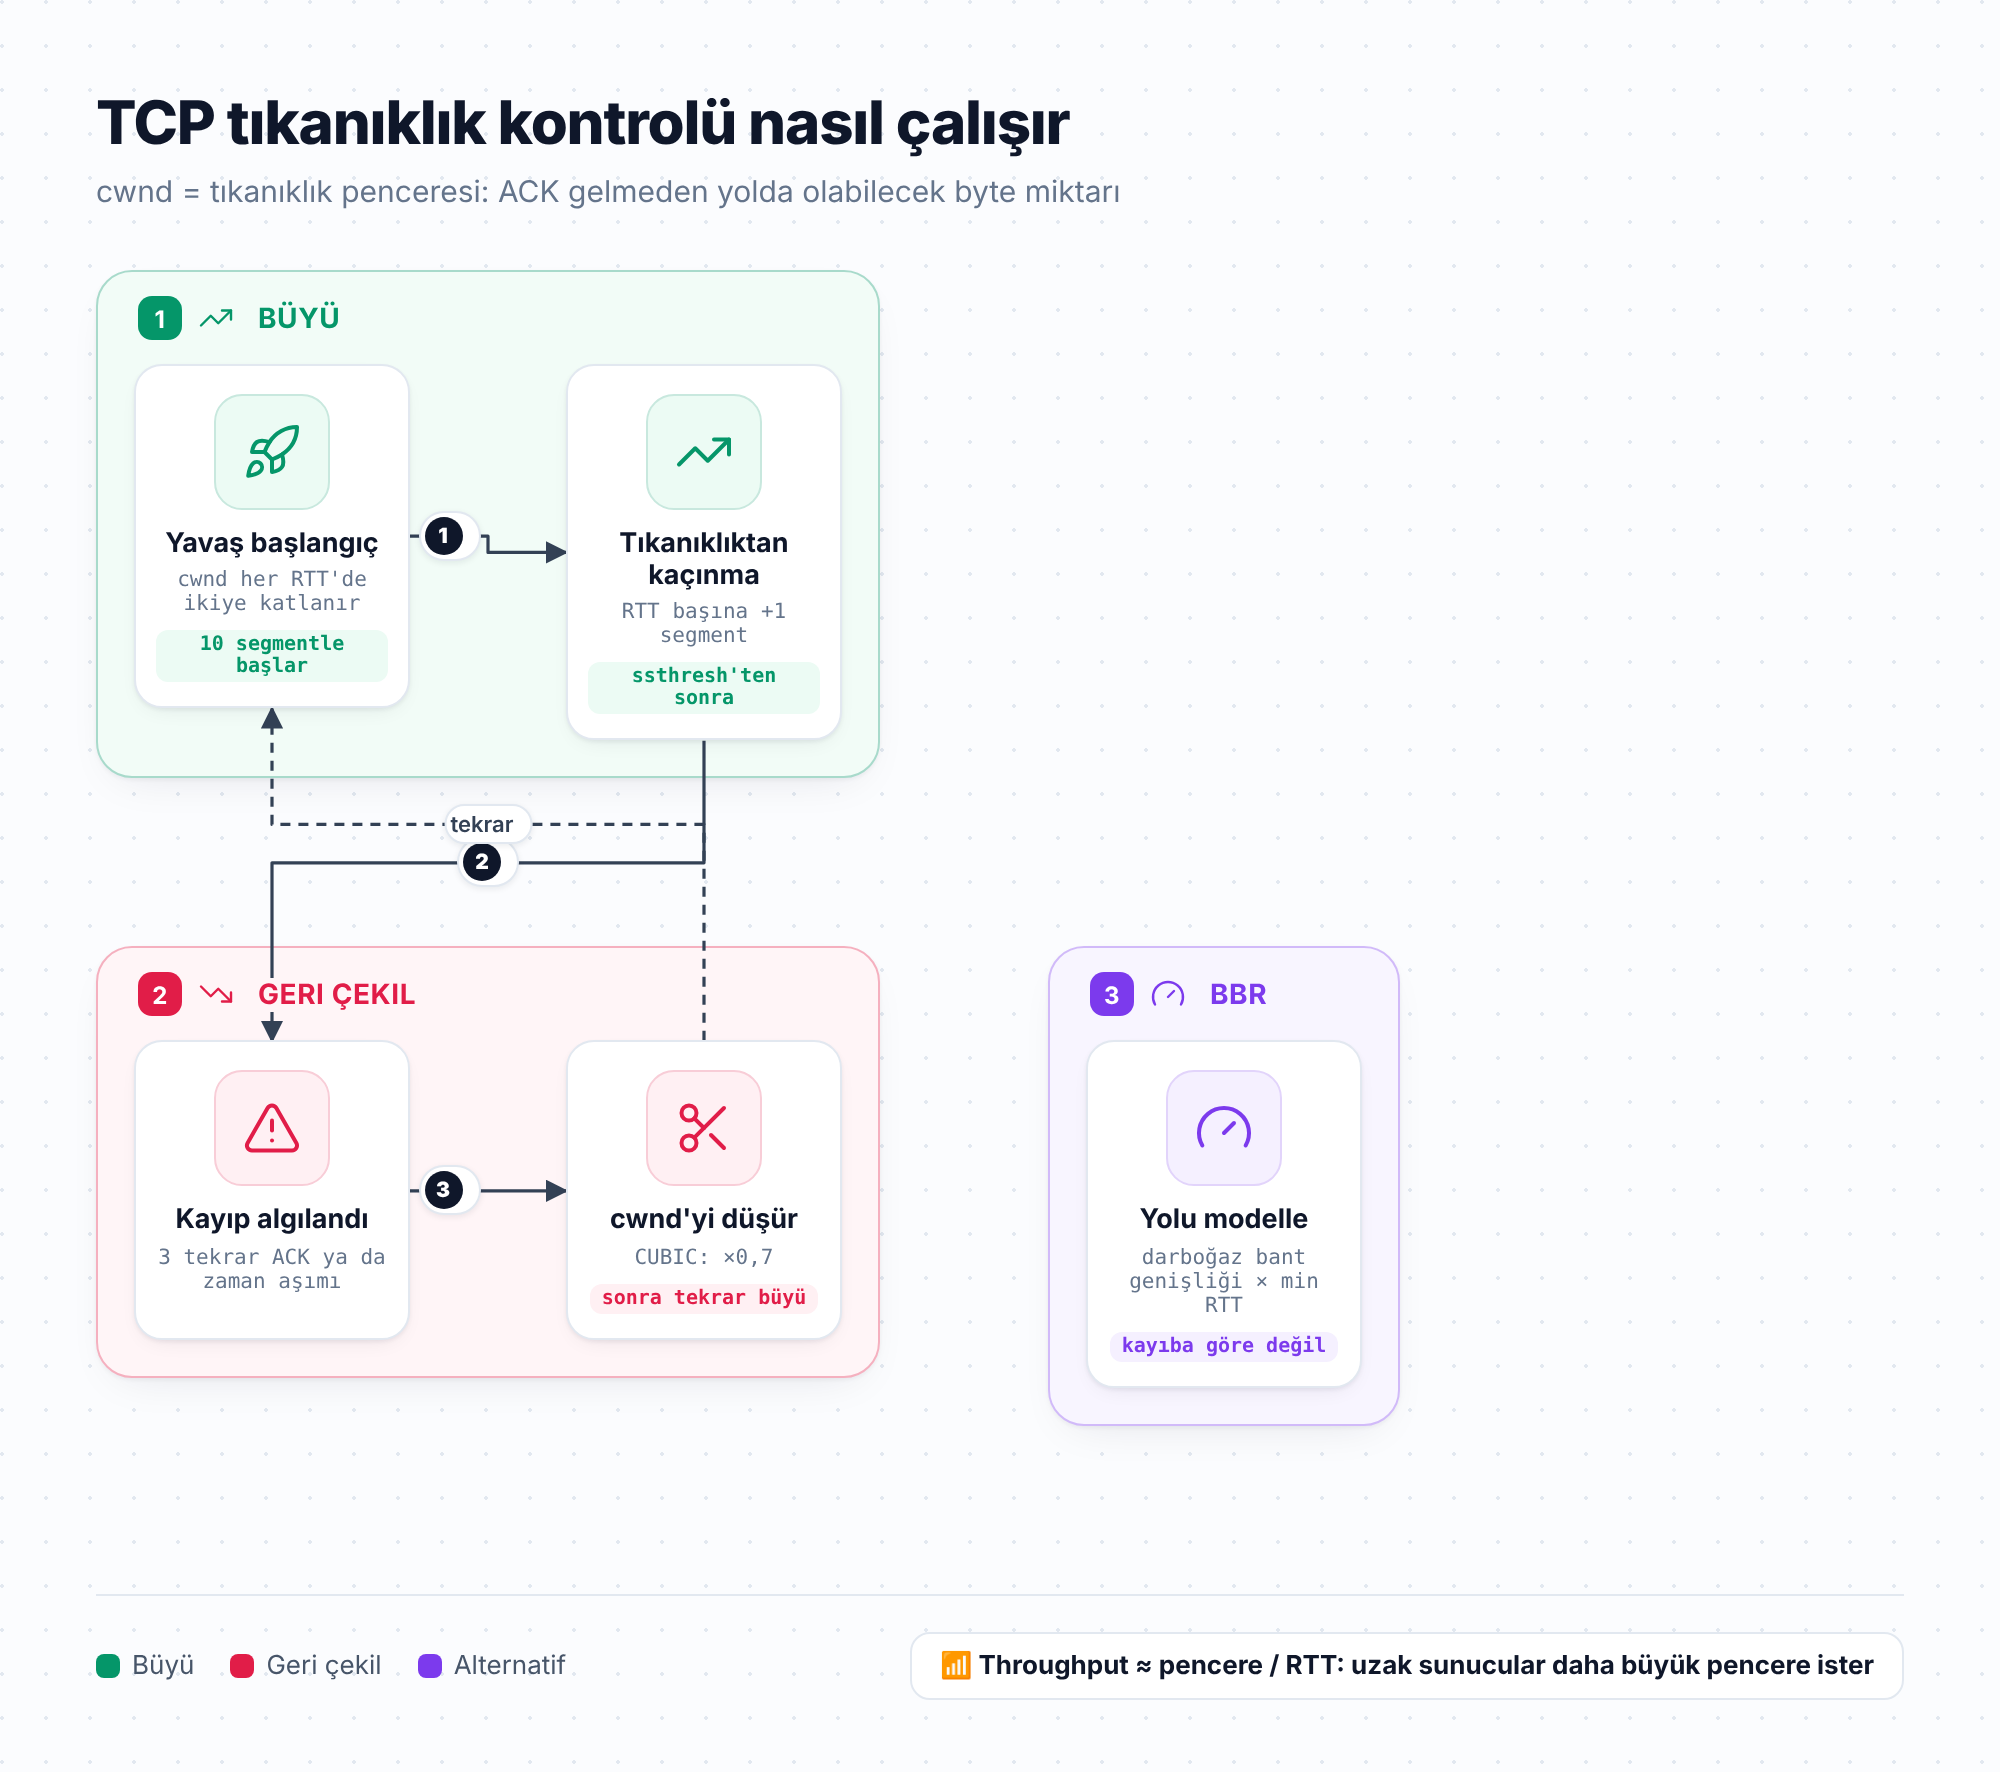 TCP tıkanıklık kontrolü nasıl çalışır
cwnd = tıkanıklık penceresi: ACK gelmeden yolda olabilecek byte miktarı
1 BÜYÜ
Yavaş başlangıç
cwnd her RTT'de
ikiye katlanır
10 segmentle
başlar
1
Tıkanıklıktan
kaçınma
RTT başına +1
segment
ssthresh'ten
sonra
tekrar
2
2 GERI ÇEKIL
Kayıp algılandı
3 tekrar ACK ya da
zaman aşımı
3
cwnd'yi düşür
CUBIC: ×0,7
sonra tekrar büyü
3 BBR
Yolu modelle
darboğaz bant
genişliği × min
RTT
kayıba göre değil
Büyü
Geri çekil
Alternatif
📶 Throughput ≈ pencere / RTT: uzak sunucular daha büyük pencere ister